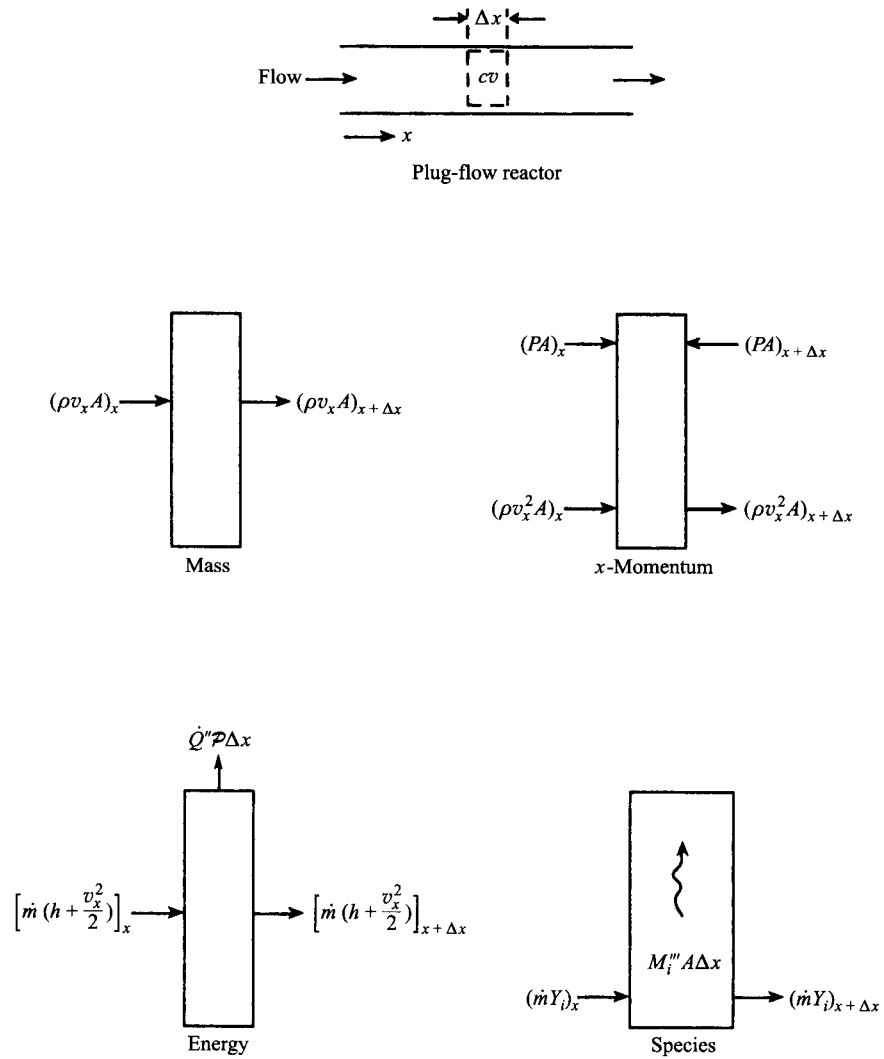 Δx
Flow cv
x
Plug-flow reactor
(PA)ₓ (PA)ₓ ₊ Δₓ
(ρvₓA)ₓ (ρvₓA)ₓ ₊ Δₓ
(ρvₓ²A)ₓ (ρvₓ²A)ₓ ₊ Δₓ
Mass
x-Momentum
Q̇″𝒫Δx
[ṁ (h + vₓ²/2)]ₓ [ṁ (h + vₓ²/2)]ₓ ₊ Δₓ
Mᵢ‴AΔx
(ṁYᵢ)ₓ (ṁYᵢ)ₓ ₊ Δₓ
Energy
Species